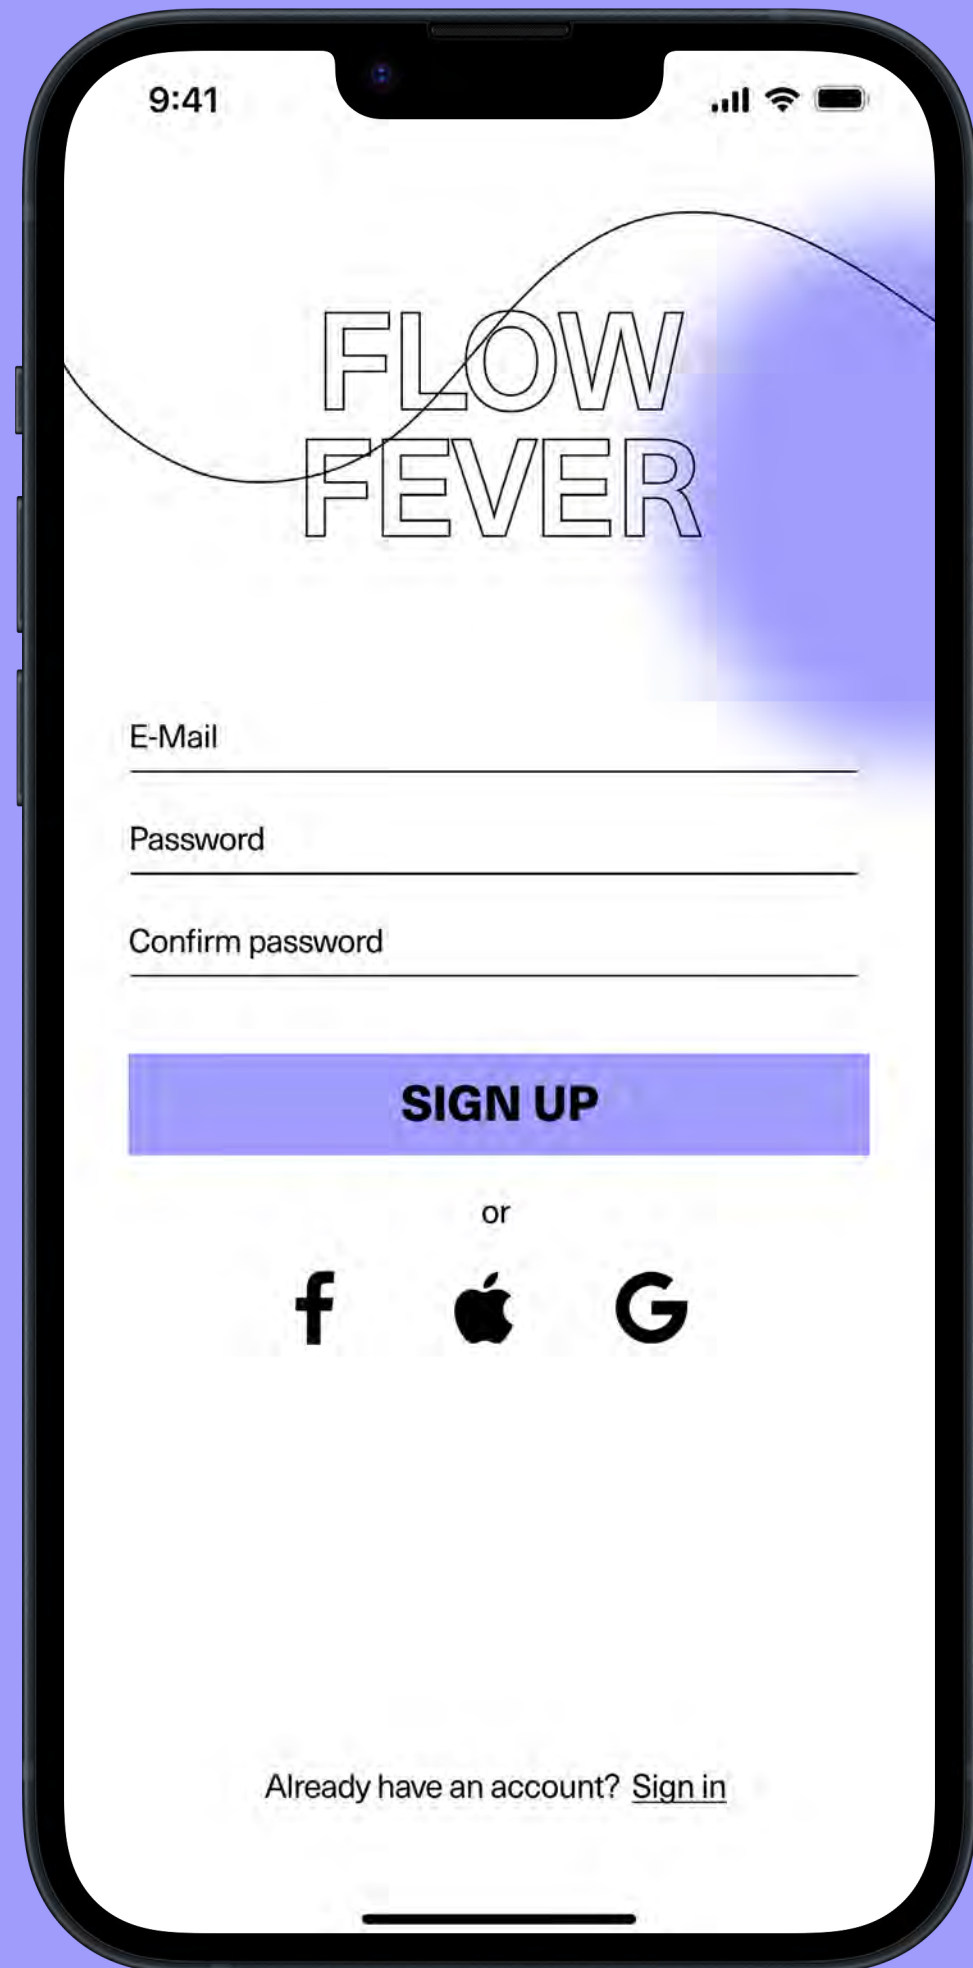 9:41
FLOW
FEVER
E-Mail
Password
Confirm password
SIGN UP
or
Already have an account? Sign in